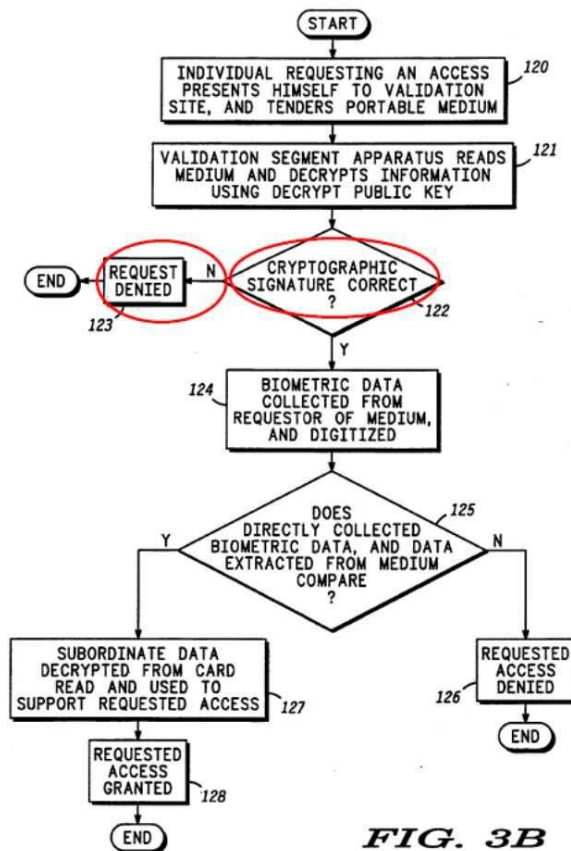 START
120
INDIVIDUAL REQUESTING AN ACCESS
PRESENTS HIMSELF TO VALIDATION
SITE, AND TENDERS PORTABLE MEDIUM
121
VALIDATION SEGMENT APPARATUS READS
MEDIUM AND DECRYPTS INFORMATION
USING DECRYPT PUBLIC KEY
CRYPTOGRAPHIC
SIGNATURE CORRECT
?
122
N
REQUEST
DENIED
123
END
Y
124
BIOMETRIC DATA
COLLECTED FROM
REQUESTOR OF MEDIUM,
AND DIGITIZED
125
DOES
DIRECTLY COLLECTED
BIOMETRIC DATA, AND DATA
EXTRACTED FROM MEDIUM
COMPARE
?
Y
N
SUBORDINATE DATA
DECRYPTED FROM CARD
READ AND USED TO
SUPPORT REQUESTED ACCESS
127
REQUESTED
ACCESS
DENIED
126
END
REQUESTED
ACCESS
GRANTED
128
END
FIG. 3B